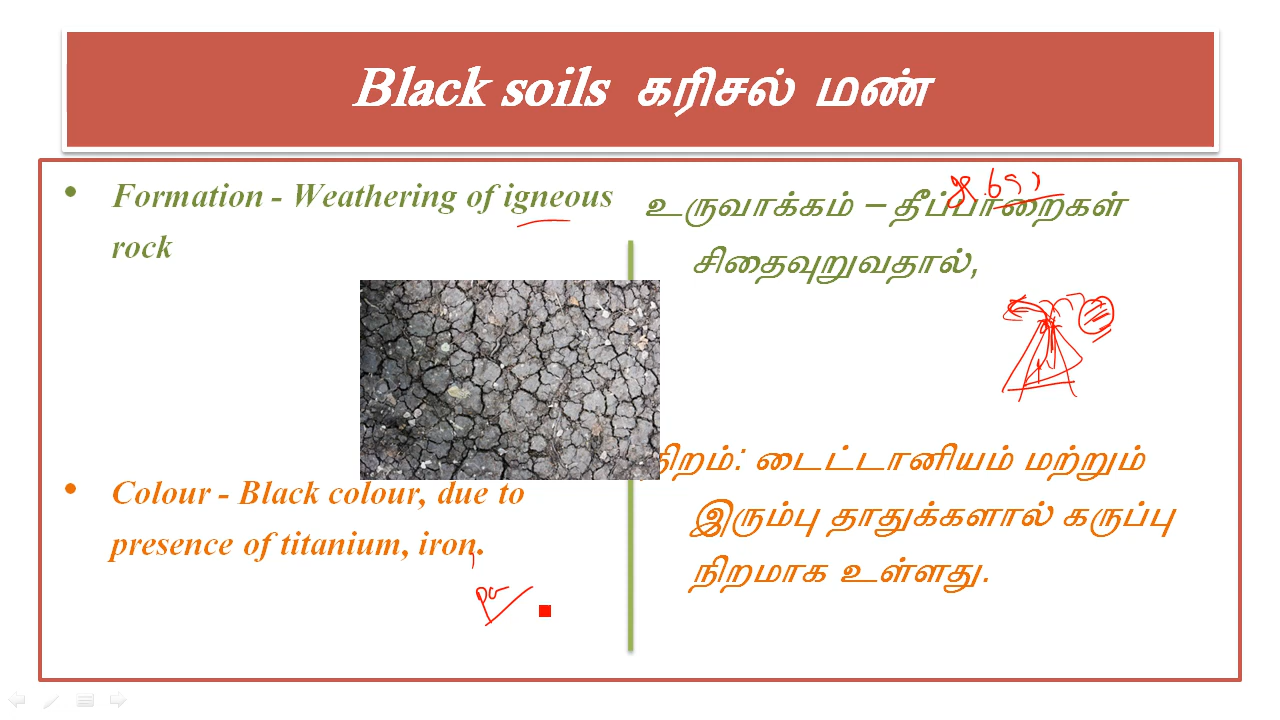 Black soils கரிசல் மண்
• Formation - Weathering of igneous
rock
• Colour - Black colour, due to
presence of titanium, iron.
உருவாக்கம் – தீப்பாறைகள்
சிதைவுறுவதால்,
நிறம்: டைட்டானியம் மற்றும்
இரும்பு தாதுக்களால் கருப்பு
நிறமாக உள்ளது.